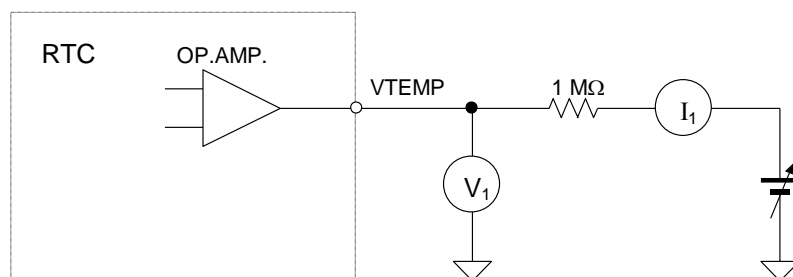 RTC
OP.AMP.
VTEMP
1 MΩ
I₁
V₁